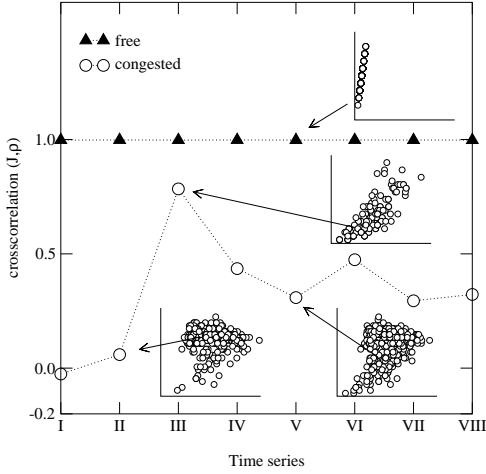 free
congested
1.0
0.5
0.0
-0.2
crosscorrelation (J,ρ)
I II III IV V VI VII VIII
Time series